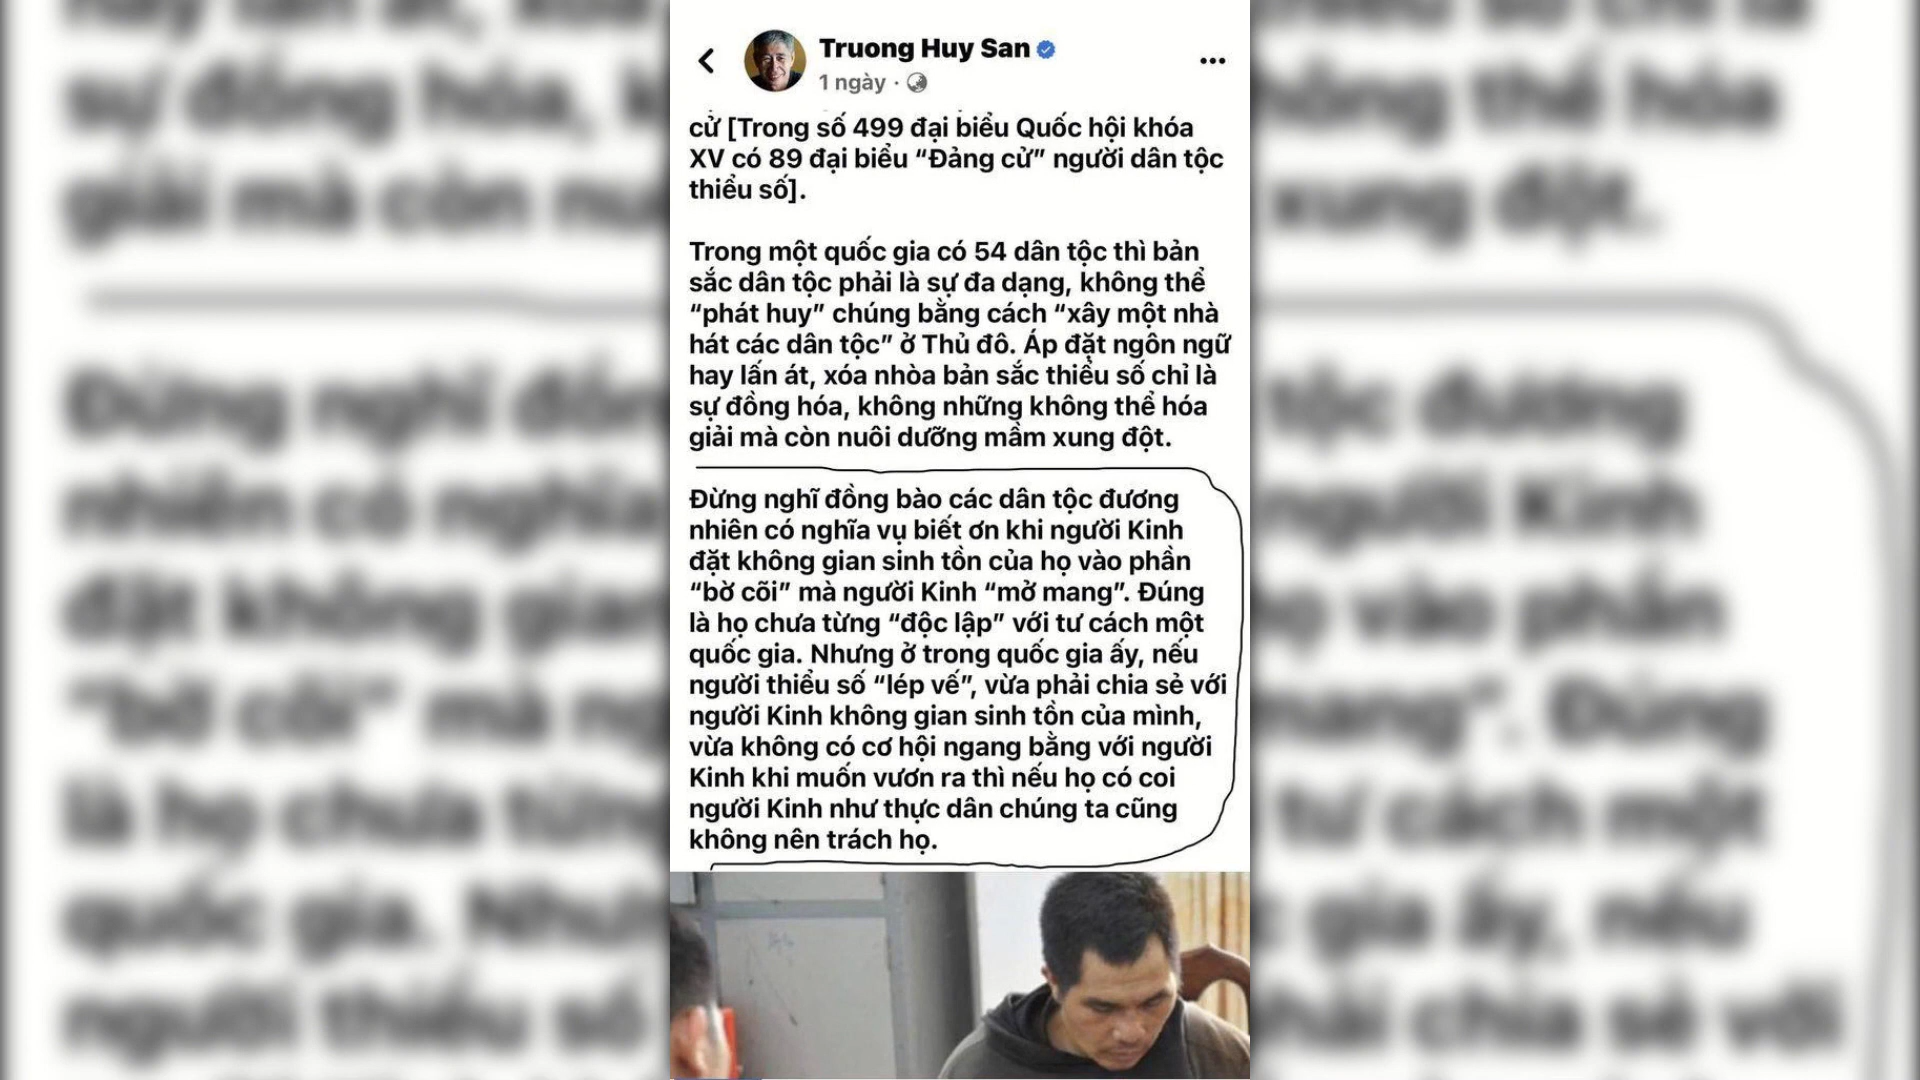 Truong Huy San
1 ngày ·
cử [Trong số 499 đại biểu Quốc hội khóa
XV có 89 đại biểu “Đảng cử” người dân tộc
thiểu số].
Trong một quốc gia có 54 dân tộc thì bản
sắc dân tộc phải là sự đa dạng, không thể
“phát huy” chúng bằng cách “xây một nhà
hát các dân tộc” ở Thủ đô. Áp đặt ngôn ngữ
hay lấn át, xóa nhòa bản sắc thiểu số chỉ là
sự đồng hóa, không những không thể hóa
giải mà còn nuôi dưỡng mầm xung đột.
Đừng nghĩ đồng bào các dân tộc đương
nhiên có nghĩa vụ biết ơn khi người Kinh
đặt không gian sinh tồn của họ vào phần
“bờ cõi” mà người Kinh “mở mang”. Đúng
là họ chưa từng “độc lập” với tư cách một
quốc gia. Nhưng ở trong quốc gia ấy, nếu
người thiểu số “lép vế”, vừa phải chia sẻ với
người Kinh không gian sinh tồn của mình,
vừa không có cơ hội ngang bằng với người
Kinh khi muốn vươn ra thì nếu họ có coi
người Kinh như thực dân chúng ta cũng
không nên trách họ.